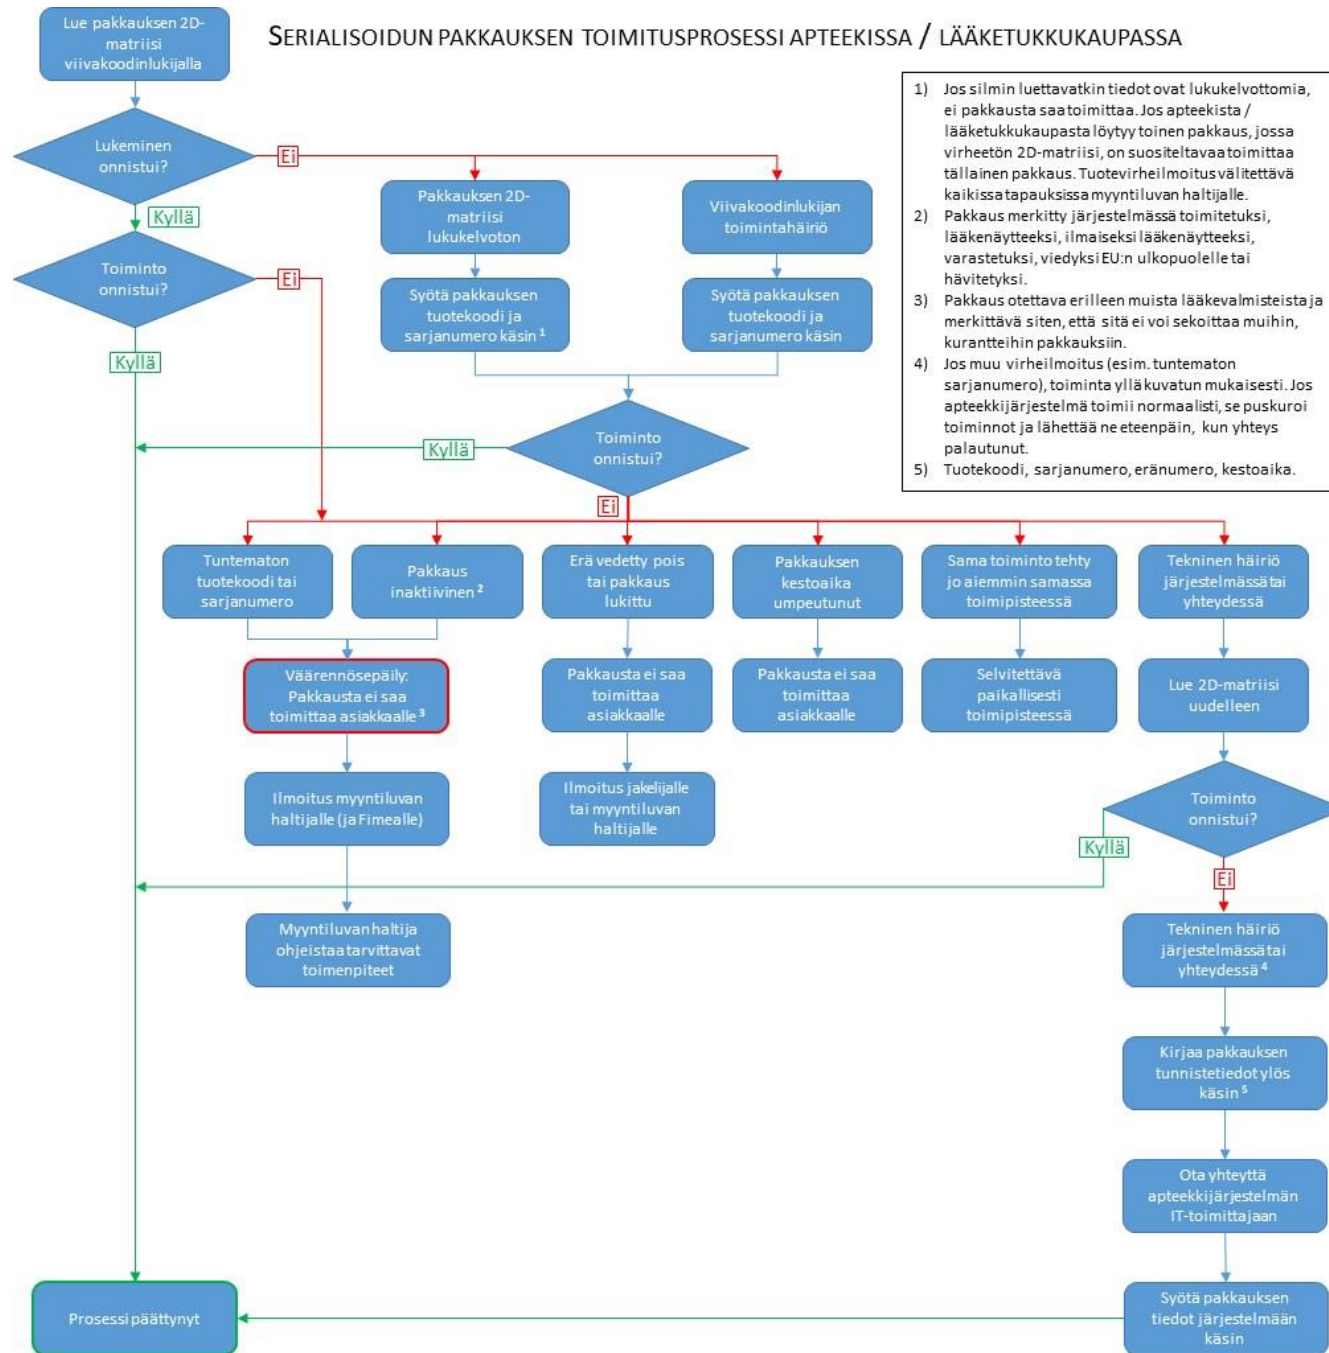 Lue pakkauksen 2D-
matriisi
viivakoodinlukijalla
SERIALISOIDUN PAKKAUKSEN TOIMITUSPROSESSI APTEEKISSA / LÄÄKETUKKUKAUPASSA
1) Jos silmin luettavatkin tiedot ovat lukukelvottomia,
ei pakkausta saa toimittaa. Jos apteekista /
lääketukkukaupasta löytyy toinen pakkaus, jossa
virheetön 2D-matriisi, on suositeltavaa toimittaa
tällainen pakkaus. Tuotevirheilmoitus välitettävä
kaikissa tapauksissa myyntiluvan haltijalle.
2) Pakkaus merkitty järjestelmässä toimitetuksi,
lääkenäytteeksi, ilmaiseksi lääkenäytteeksi,
varastetuksi, viedyksi EU:n ulkopuolelle tai
hävitetyksi.
3) Pakkaus otettava erilleen muista lääkevalmisteista ja
merkittävä siten, että sitä ei voi sekoittaa muihin,
kurantteihin pakkauksiin.
4) Jos muu virheilmoitus (esim. tuntematon
sarjanumero), toiminta yllä kuvatun mukaisesti. Jos
apteekkijärjestelmä toimii normaalisti, se puskuroi
toiminnot ja lähettää ne eteenpäin, kun yhteys
palautunut.
5) Tuotekoodi, sarjanumero, eränumero, kestoaika.
Lukeminen
onnistui?
Ei
Kyllä
Pakkauksen 2D-
matriisi
lukukelvoton
Viivakoodinlukijan
toimintahäiriö
Toiminto
onnistui?
Ei
Kyllä
Syötä pakkauksen
tuotekoodi ja
sarjanumero käsin 1
Syötä pakkauksen
tuotekoodi ja
sarjanumero käsin
Toiminto
onnistui?
Kyllä
Ei
Tuntematon
tuotekoodi tai
sarjanumero
Pakkaus
inaktiivinen 2
Erä vedetty pois
tai pakkaus
lukittu
Pakkauksen
kestoaika
umpeutunut
Sama toiminto tehty
jo aiemmin samassa
toimipisteessä
Tekninen häiriö
järjestelmässä tai
yhteydessä
Väärennösepäily:
Pakkausta ei saa
toimittaa asiakkaalle 3
Pakkausta ei saa
toimittaa
asiakkaalle
Pakkausta ei saa
toimittaa
asiakkaalle
Selvitettävä
paikallisesti
toimipisteessä
Lue 2D-matriisi
uudelleen
Ilmoitus myyntiluvan
haltijalle (ja Fimealle)
Ilmoitus jakelijalle
tai myyntiluvan
haltijalle
Toiminto
onnistui?
Kyllä
Ei
Myyntiluvan haltija
ohjeistaa tarvittavat
toimenpiteet
Tekninen häiriö
järjestelmässä tai
yhteydessä 4
Kirjaa pakkauksen
tunnistetiedot ylös
käsin 5
Ota yhteyttä
apteekkijärjestelmän
IT-toimittajaan
Syötä pakkauksen
tiedot järjestelmään
käsin
Prosessi päättynyt